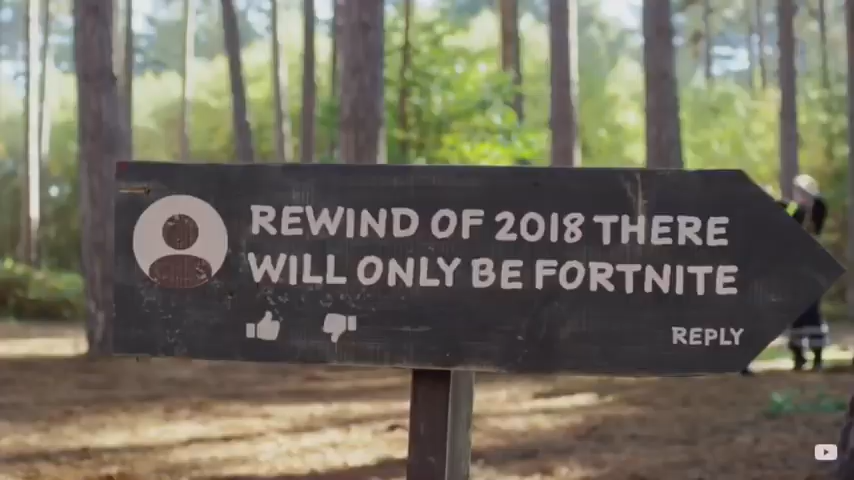 REWIND OF 2018 THERE
WILL ONLY BE FORTNITE
REPLY